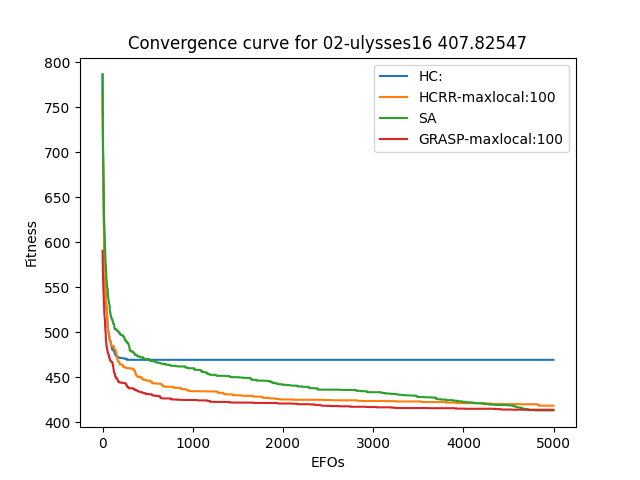 Convergence curve for 02-ulysses16 407.82547
HC:
HCRR-maxlocal:100
SA
GRASP-maxlocal:100
Fitness
800
750
700
650
600
550
500
450
400
0 1000 2000 3000 4000 5000
EFOs